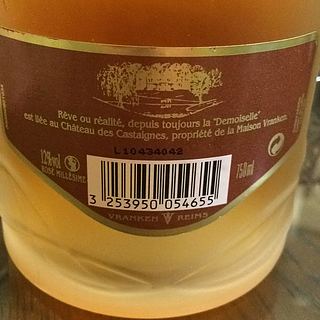 Rêve ou réalité, depuis toujours la "Demoiselle"
est liée au Château des Castaignes, propriété de la Maison Vranken.
L10434042
12%vol
ROSÉ MILLÉSIME
750ml
3 253950 054655
VRANKEN REIMS